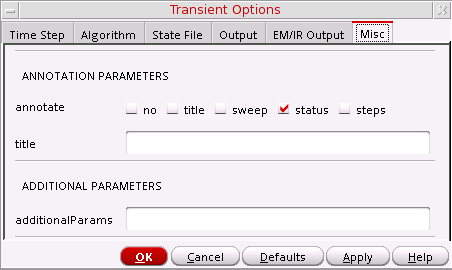 Transient Options
Time Step Algorithm State File Output EM/IR Output Misc
ANNOTATION PARAMETERS
annotate no title sweep status steps
title
ADDITIONAL PARAMETERS
additionalParams
OK Cancel Defaults Apply Help